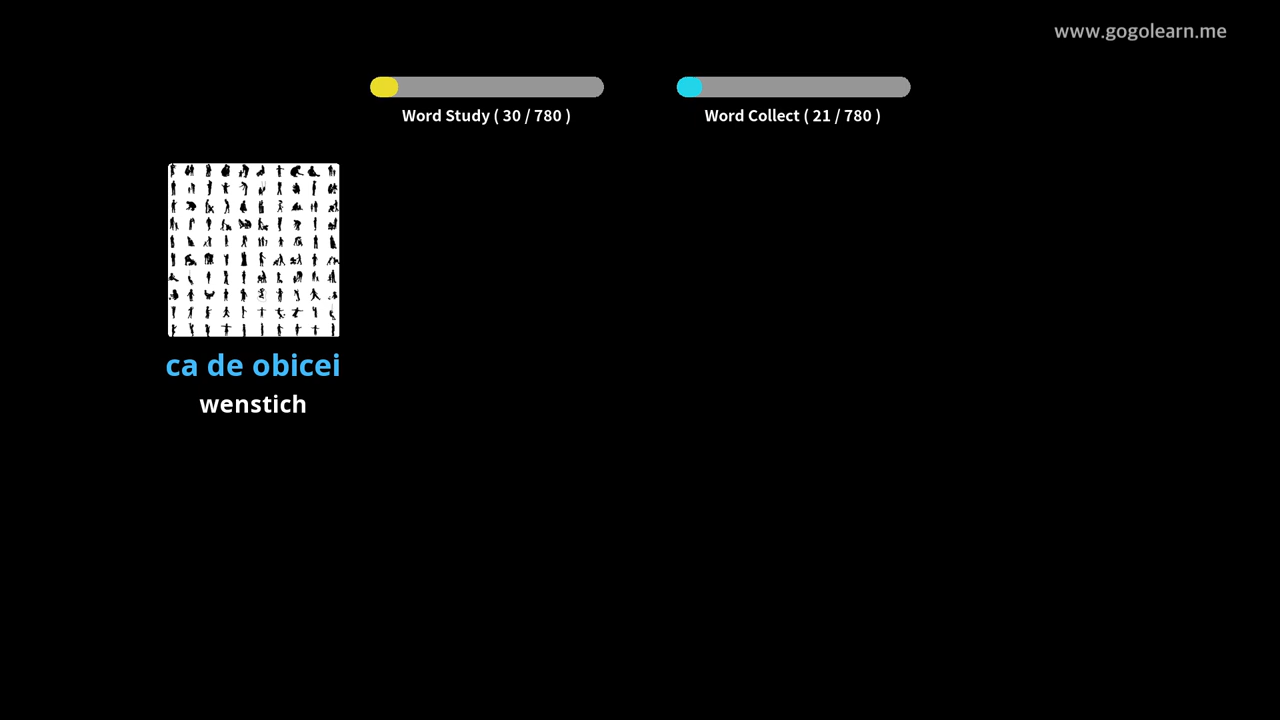 www.gogolearn.me
Word Study ( 30 / 780 )
Word Collect ( 21 / 780 )
ca de obicei
wenstich